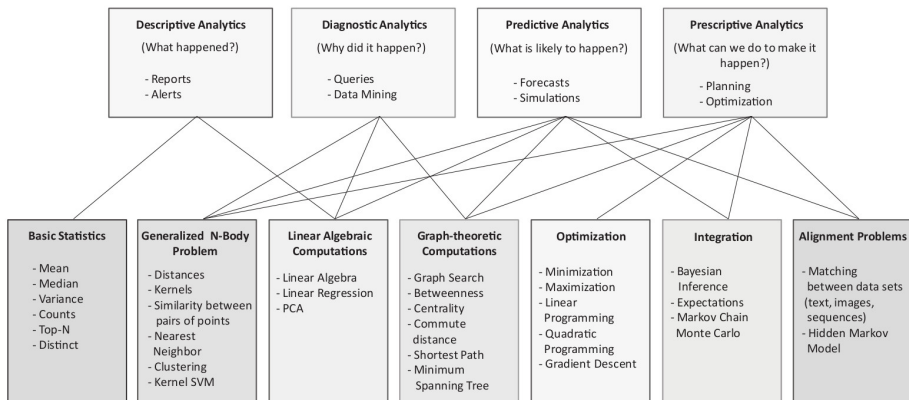 Descriptive Analytics
(What happened?)
- Reports
- Alerts
Diagnostic Analytics
(Why did it happen?)
- Queries
- Data Mining
Predictive Analytics
(What is likely to happen?)
- Forecasts
- Simulations
Prescriptive Analytics
(What can we do to make it
happen?)
- Planning
- Optimization
Basic Statistics
- Mean
- Median
- Variance
- Counts
- Top-N
- Distinct
Generalized N-Body
Problem
- Distances
- Kernels
- Similarity between
pairs of points
- Nearest
Neighbor
- Clustering
- Kernel SVM
Linear Algebraic
Computations
- Linear Algebra
- Linear Regression
- PCA
Graph-theoretic
Computations
- Graph Search
- Betweenness
- Centrality
- Commute
distance
- Shortest Path
- Minimum
Spanning Tree
Optimization
- Minimization
- Maximization
- Linear
Programming
- Quadratic
Programming
- Gradient Descent
Integration
- Bayesian
Inference
- Expectations
- Markov Chain
Monte Carlo
Alignment Problems
- Matching
between data sets
(text, images,
sequences)
- Hidden Markov
Model